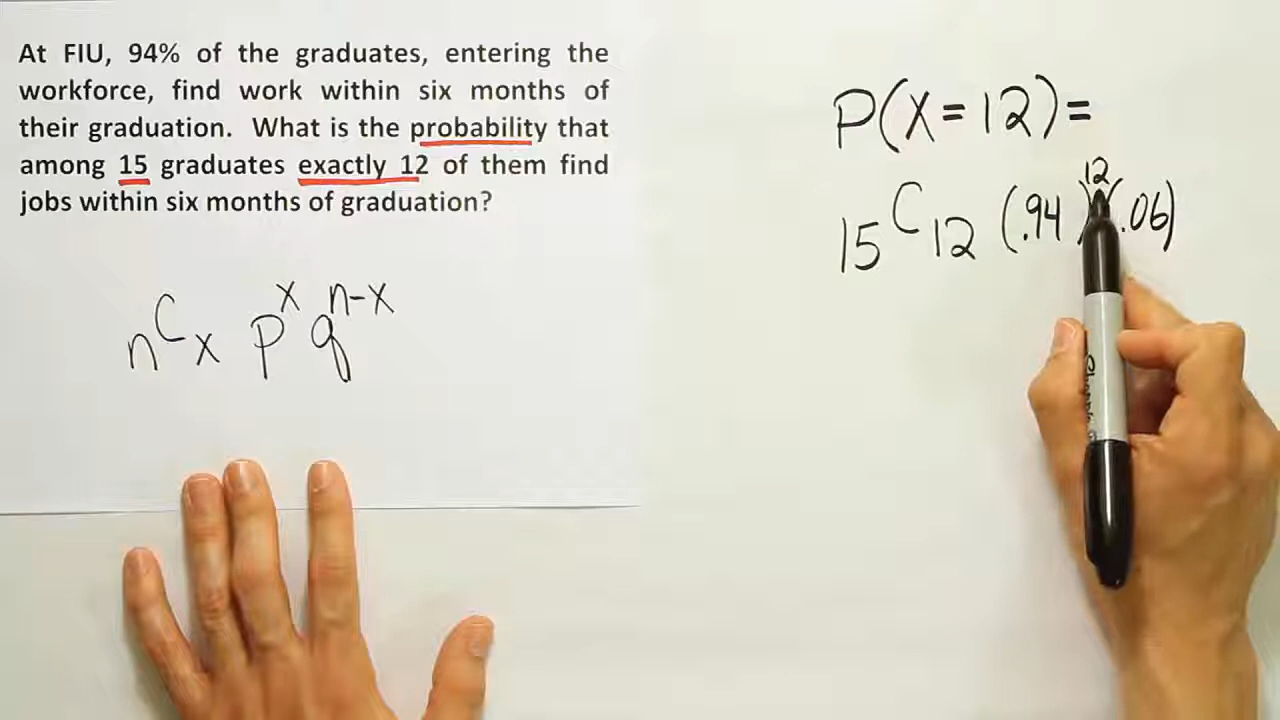 At FIU, 94% of the graduates, entering the
workforce, find work within six months of
their graduation. What is the probability that
among 15 graduates exactly 12 of them find
jobs within six months of graduation?
nCx p^x q^n-x
P(X=12)=
15C12 (.94)^12 (.06)